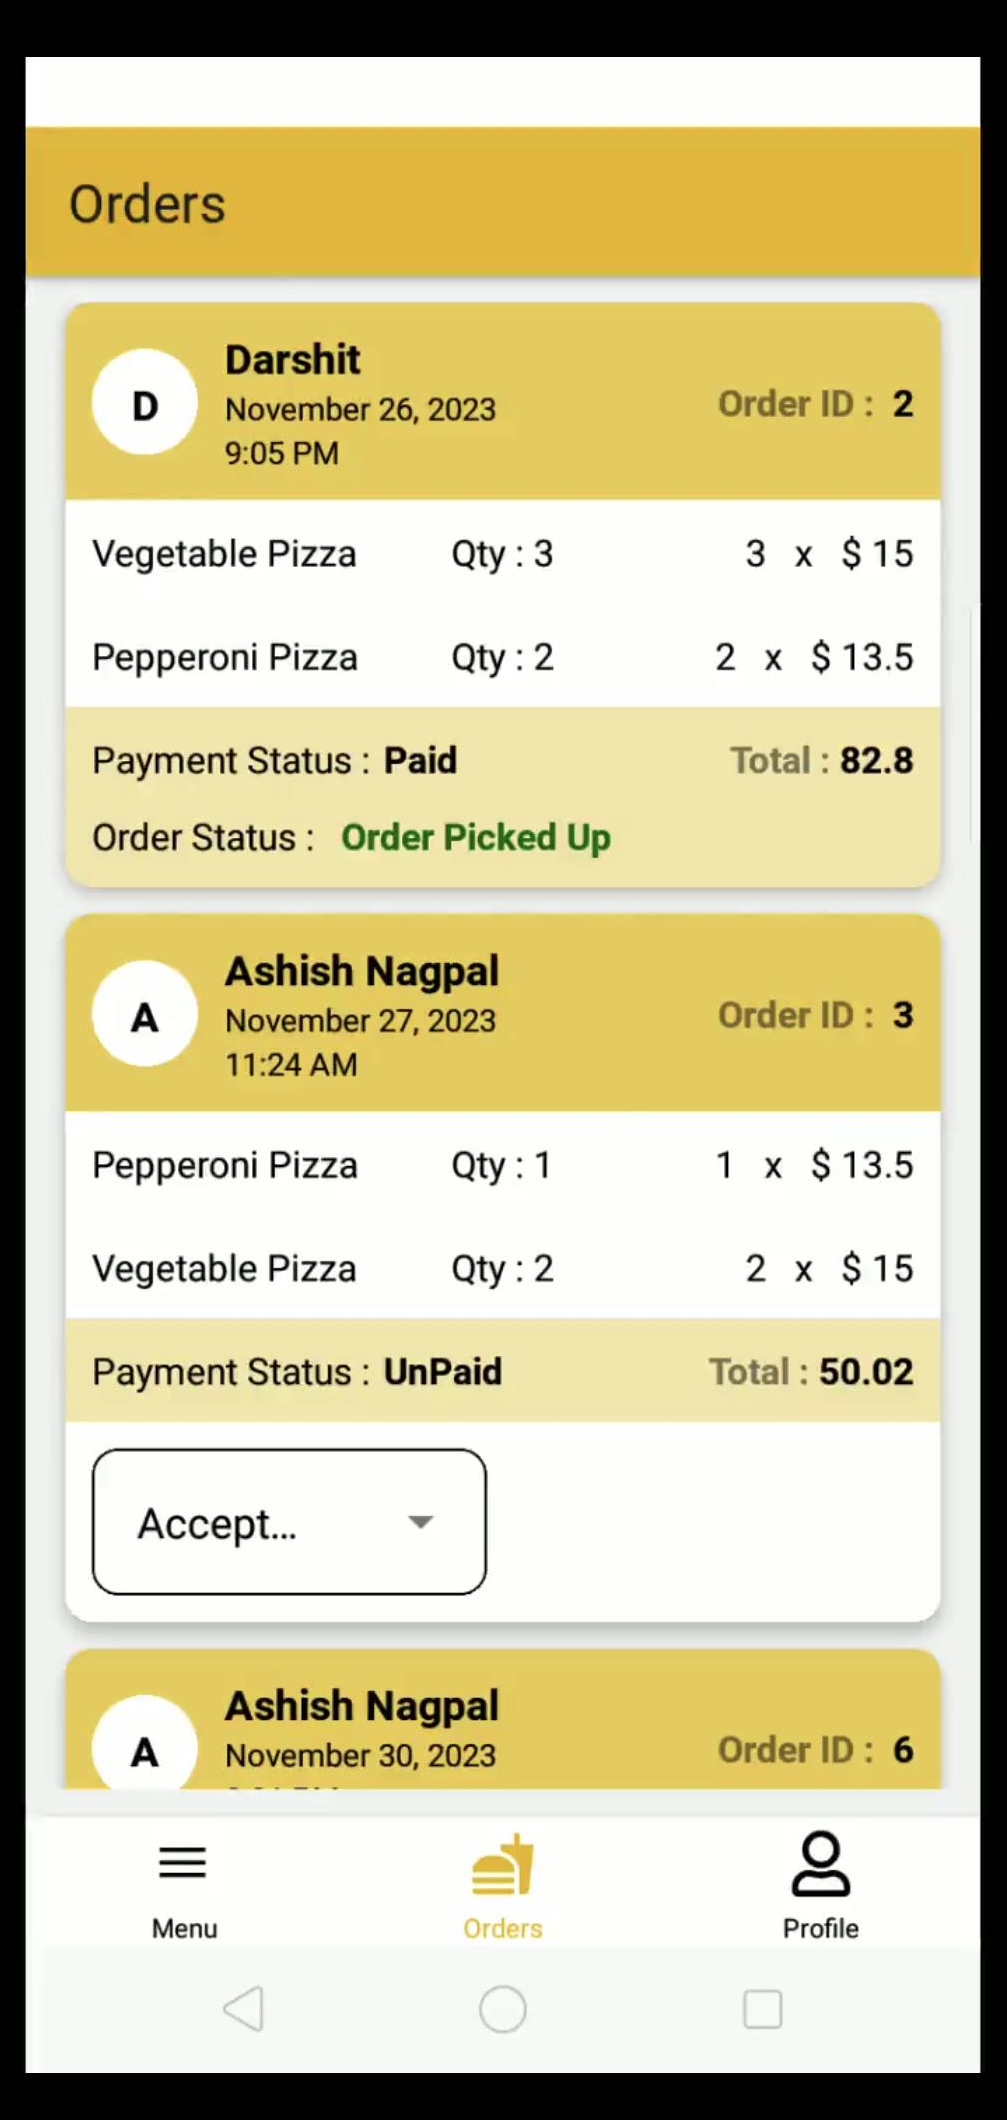 Orders
D
Darshit
November 26, 2023
9:05 PM
Order ID : 2
Vegetable Pizza Qty : 3 3 x $ 15
Pepperoni Pizza Qty : 2 2 x $ 13.5
Payment Status : Paid Total : 82.8
Order Status : Order Picked Up
A
Ashish Nagpal
November 27, 2023
11:24 AM
Order ID : 3
Pepperoni Pizza Qty : 1 1 x $ 13.5
Vegetable Pizza Qty : 2 2 x $ 15
Payment Status : UnPaid Total : 50.02
Accept...
A
Ashish Nagpal
November 30, 2023
Order ID : 6
Menu Orders Profile